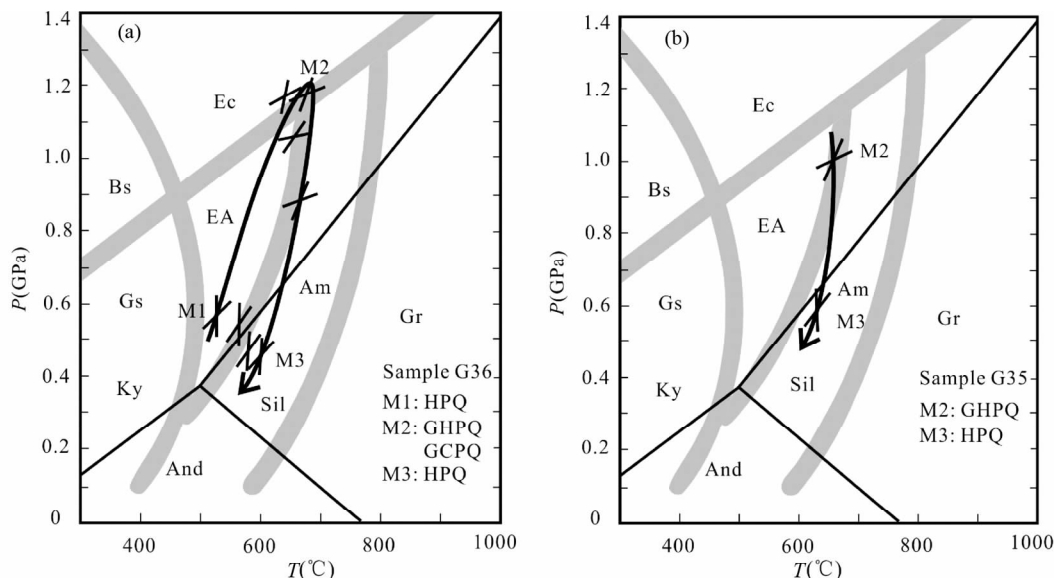 (a)
1.4
1.2
1.0
0.8
0.6
0.4
0.2
0
P(GPa)
400
600
800
1000
T(℃)
M2
Ec
Bs
EA
Gs
M1
Am
Gr
M3
Ky
Sil
And
Sample G36
M1: HPQ
M2: GHPQ
GCPQ
M3: HPQ
(b)
1.4
1.2
1.0
0.8
0.6
0.4
0.2
0
P(GPa)
400
600
800
1000
T(℃)
Ec
M2
Bs
EA
Gs
Am
M3
Gr
Ky
Sil
And
Sample G35
M2: GHPQ
M3: HPQ